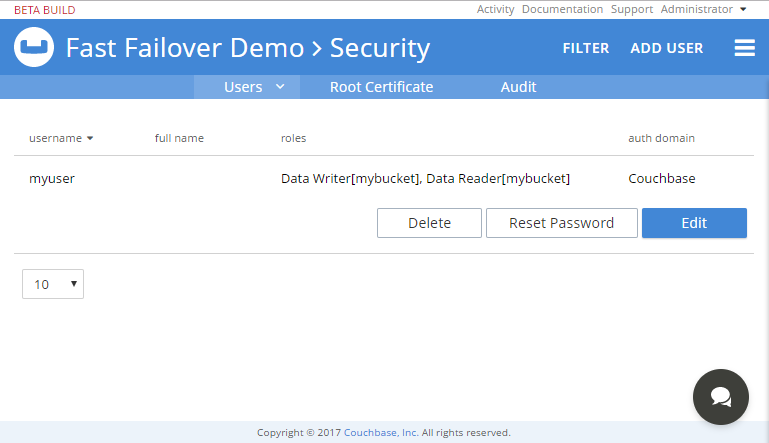 BETA BUILD
Activity Documentation Support Administrator
Fast Failover Demo > Security
FILTER ADD USER
Users Root Certificate Audit
username full name roles auth domain
myuser Data Writer[mybucket], Data Reader[mybucket] Couchbase
Delete Reset Password Edit
10
Copyright © 2017 Couchbase, Inc. All rights reserved.